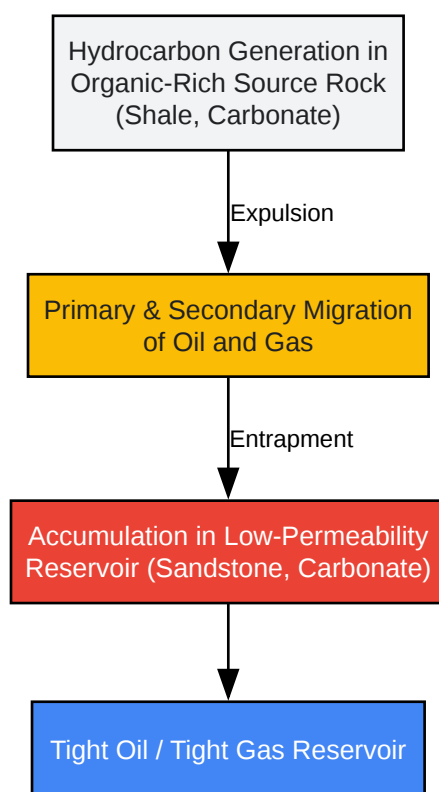 Hydrocarbon Generation in
Organic-Rich Source Rock
(Shale, Carbonate)
Expulsion
Primary & Secondary Migration
of Oil and Gas
Entrapment
Accumulation in Low-Permeability
Reservoir (Sandstone, Carbonate)
Tight Oil / Tight Gas Reservoir